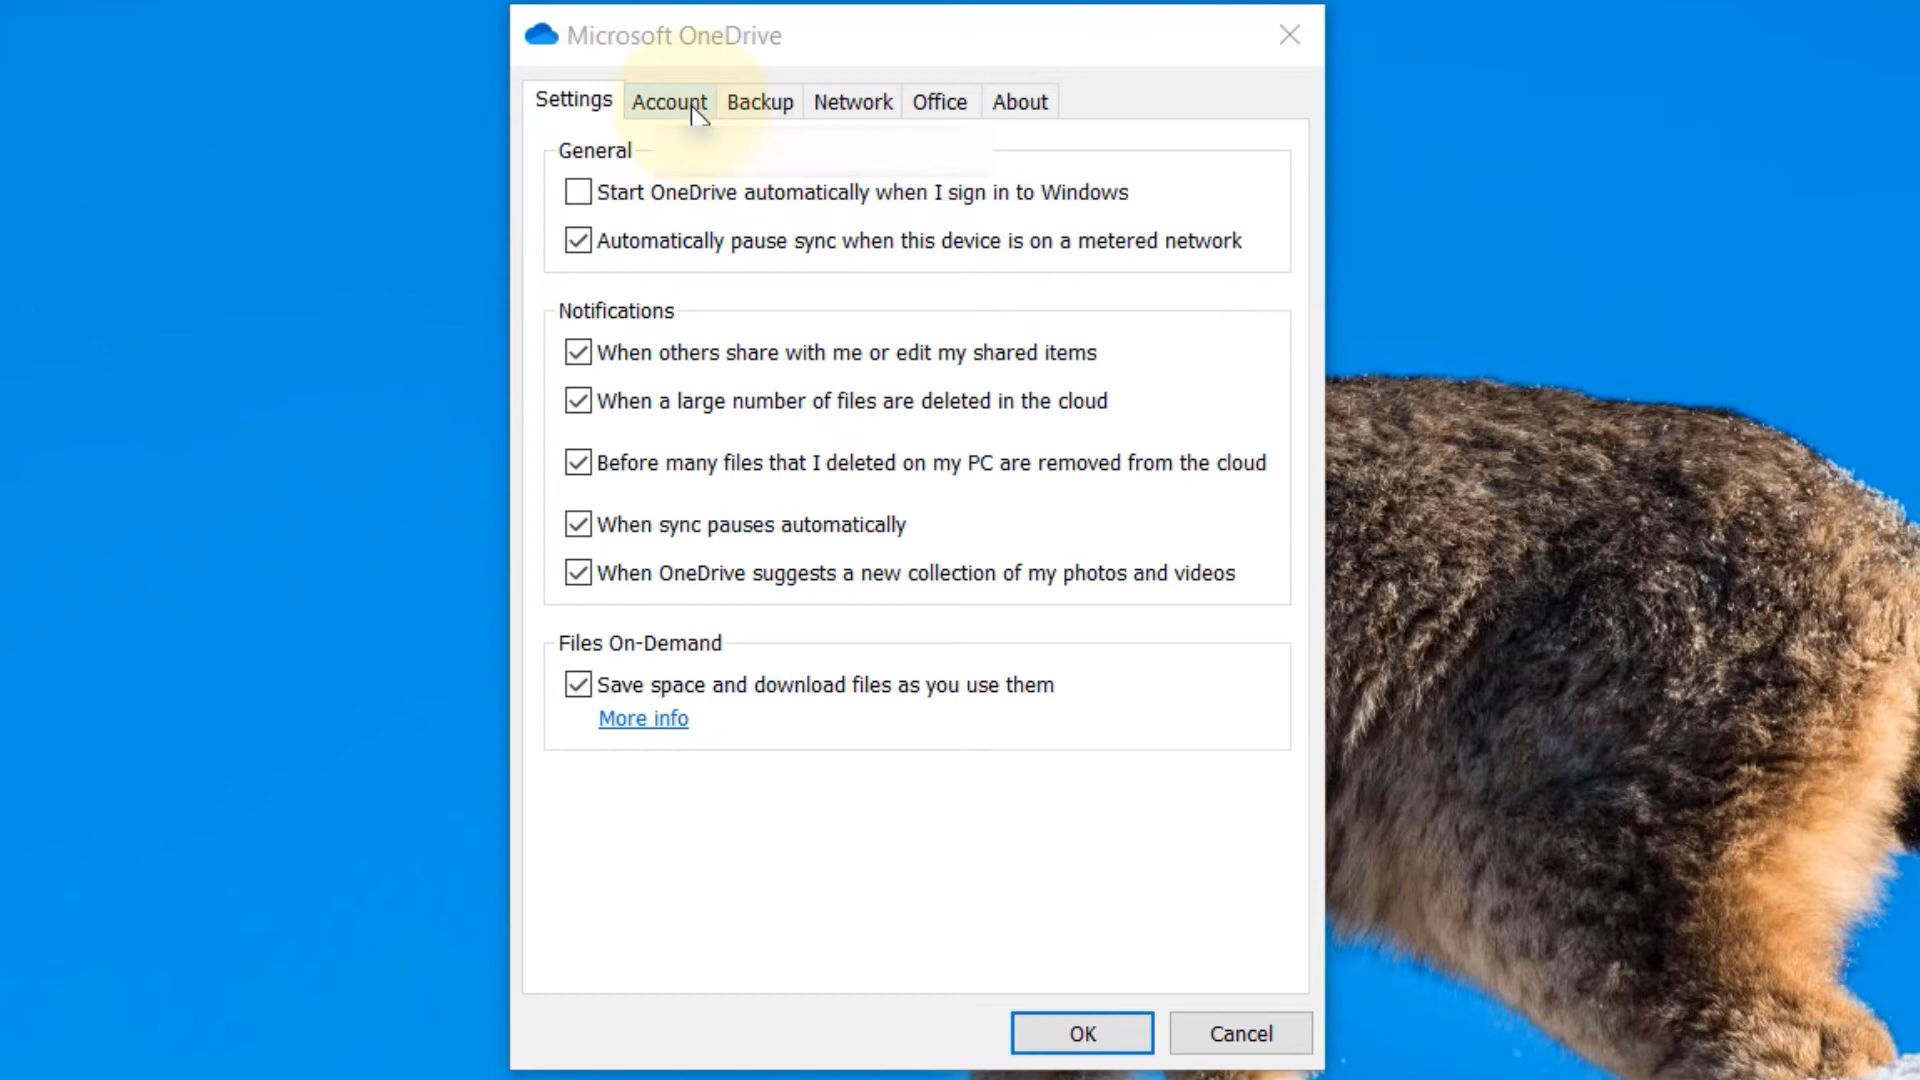 Microsoft OneDrive
Settings Account Backup Network Office About
General
Start OneDrive automatically when I sign in to Windows
Automatically pause sync when this device is on a metered network
Notifications
When others share with me or edit my shared items
When a large number of files are deleted in the cloud
Before many files that I deleted on my PC are removed from the cloud
When sync pauses automatically
When OneDrive suggests a new collection of my photos and videos
Files On-Demand
Save space and download files as you use them
More info
OK Cancel